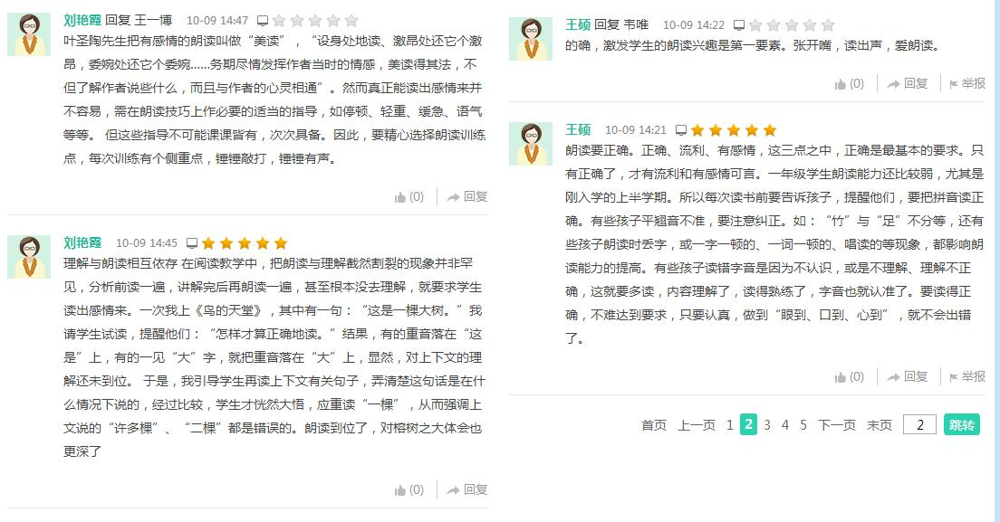 刘艳霞 回复 王一博 10-09 14:47
叶圣陶先生把有感情的朗读叫做“美读”，“设身处地读、激昂处还它个激
昂，委婉处还它个委婉……务期尽情发挥作者当时的情感，美读得其法，不
但了解作者说些什么，而且与作者的心灵相通”。然而真正能读出感情来并
不容易，需在朗读技巧上作必要的适当的指导，如停顿、轻重、缓急、语气
等等。 但这些指导不可能课课皆有，次次具备。因此，要精心选择朗读训练
点，每次训练有个侧重点，锤锤敲打，锤锤有声。
(0) 回复
刘艳霞 10-09 14:45
理解与朗读相互依存 在阅读教学中，把朗读与理解截然割裂的现象并非罕
见，分析前读一遍，讲解完后再朗读一遍，甚至根本没去理解，就要求学生
读出感情来。一次我上《鸟的天堂》，其中有一句：“这是一棵大树。”我
请学生试读，提醒他们：“怎样才算正确地读。”结果，有的重音落在“这
是”上，有的一见“大”字，就把重音落在“大”上，显然，对上下文的理
解还未到位。 于是，我引导学生再读上下文有关句子，弄清楚这句话是在什
么情况下说的，经过比较，学生才恍然大悟，应重读“一棵”，从而强调上
文说的“许多棵”、“二棵”都是错误的。朗读到位了，对榕树之大体会也
更深了
(0) 回复
王硕 回复 韦唯 10-09 14:22
的确，激发学生的朗读兴趣是第一要素。张开嘴，读出声，爱朗读。
(0) 回复 举报
王硕 10-09 14:21
朗读要正确。正确、流利、有感情，这三点之中，正确是最基本的要求。只
有正确了，才有流利和有感情可言。一年级学生朗读能力还比较弱，尤其是
刚入学的上半学期。所以每次读书前要告诉孩子，提醒他们，要把拼音读正
确。有些孩子平翘音不准，要注意纠正。如：“竹”与“足”不分等，还有
些孩子朗读时丢字，或一字一顿的、一词一顿的、唱读的等现象，都影响朗
读能力的提高。有些孩子读错字音是因为不认识，或是不理解、理解不正
确，这就要多读，内容理解了，读得熟练了，字音也就认准了。要读得正
确，不难达到要求，只要认真，做到“眼到、口到、心到”，就不会出错
了。
(0) 回复 举报
首页 上一页 1 2 3 4 5 下一页 末页 2 跳转